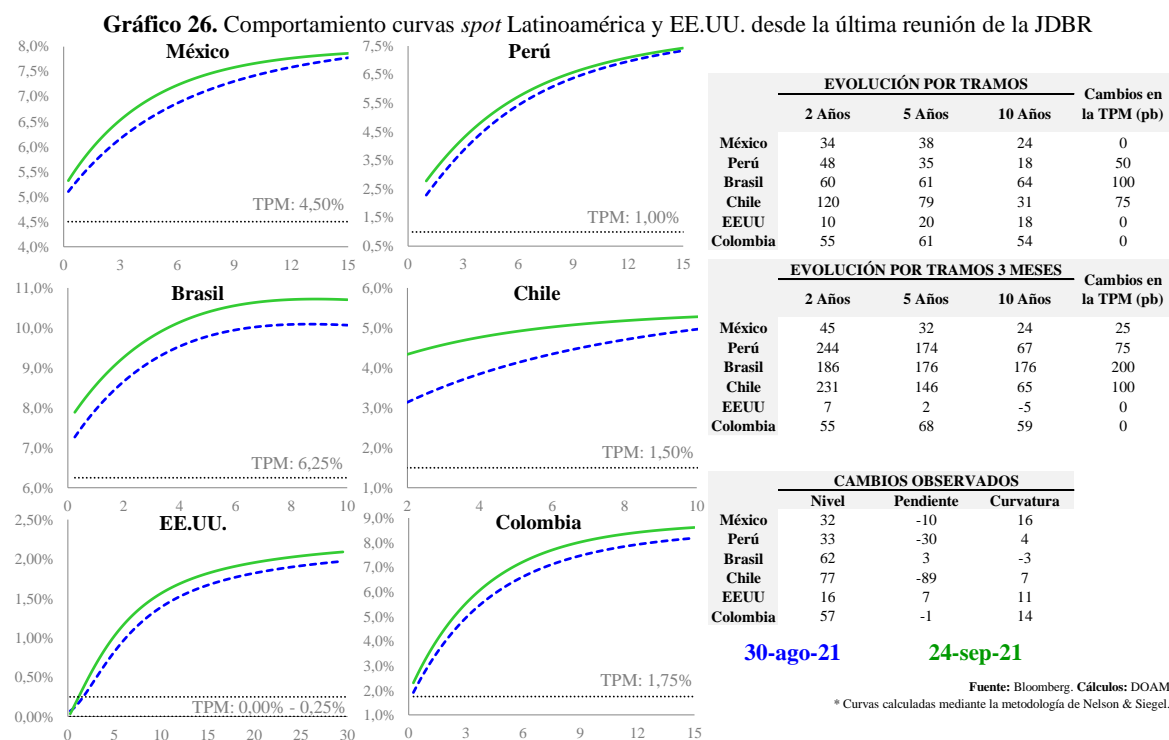 Gráfico 26. Comportamiento curvas spot Latinoamérica y EE.UU. desde la última reunión de la JDBR
México
8,0%
7,5%
7,0%
6,5%
6,0%
5,5%
5,0%
4,5%
4,0%
TPM: 4,50%
0 3 6 9 12 15
Perú
7,5%
6,5%
5,5%
4,5%
3,5%
2,5%
1,5%
0,5%
TPM: 1,00%
0 3 6 9 12 15
Brasil
11,0%
10,0%
9,0%
8,0%
7,0%
6,0%
TPM: 6,25%
0 2 4 6 8 10
Chile
6,0%
5,0%
4,0%
3,0%
2,0%
1,0%
TPM: 1,50%
2 4 6 8 10
EE.UU.
2,50%
2,00%
1,50%
1,00%
0,50%
0,00%
TPM: 0,00% - 0,25%
0 5 10 15 20 25 30
Colombia
9,0%
8,0%
7,0%
6,0%
5,0%
4,0%
3,0%
2,0%
1,0%
TPM: 1,75%
0 3 6 9 12 15
EVOLUCIÓN POR TRAMOS
Cambios en
2 Años 5 Años 10 Años la TPM (pb)
México 34 38 24 0
Perú 48 35 18 50
Brasil 60 61 64 100
Chile 120 79 31 75
EEUU 10 20 18 0
Colombia 55 61 54 0
EVOLUCIÓN POR TRAMOS 3 MESES
Cambios en
2 Años 5 Años 10 Años la TPM (pb)
México 45 32 24 25
Perú 244 174 67 75
Brasil 186 176 176 200
Chile 231 146 65 100
EEUU 7 2 -5 0
Colombia 55 68 59 0
CAMBIOS OBSERVADOS
Nivel Pendiente Curvatura
México 32 -10 16
Perú 33 -30 4
Brasil 62 3 -3
Chile 77 -89 7
EEUU 16 7 11
Colombia 57 -1 14
30-ago-21 24-sep-21
Fuente: Bloomberg. Cálculos: DOAM
* Curvas calculadas mediante la metodología de Nelson & Siegel.